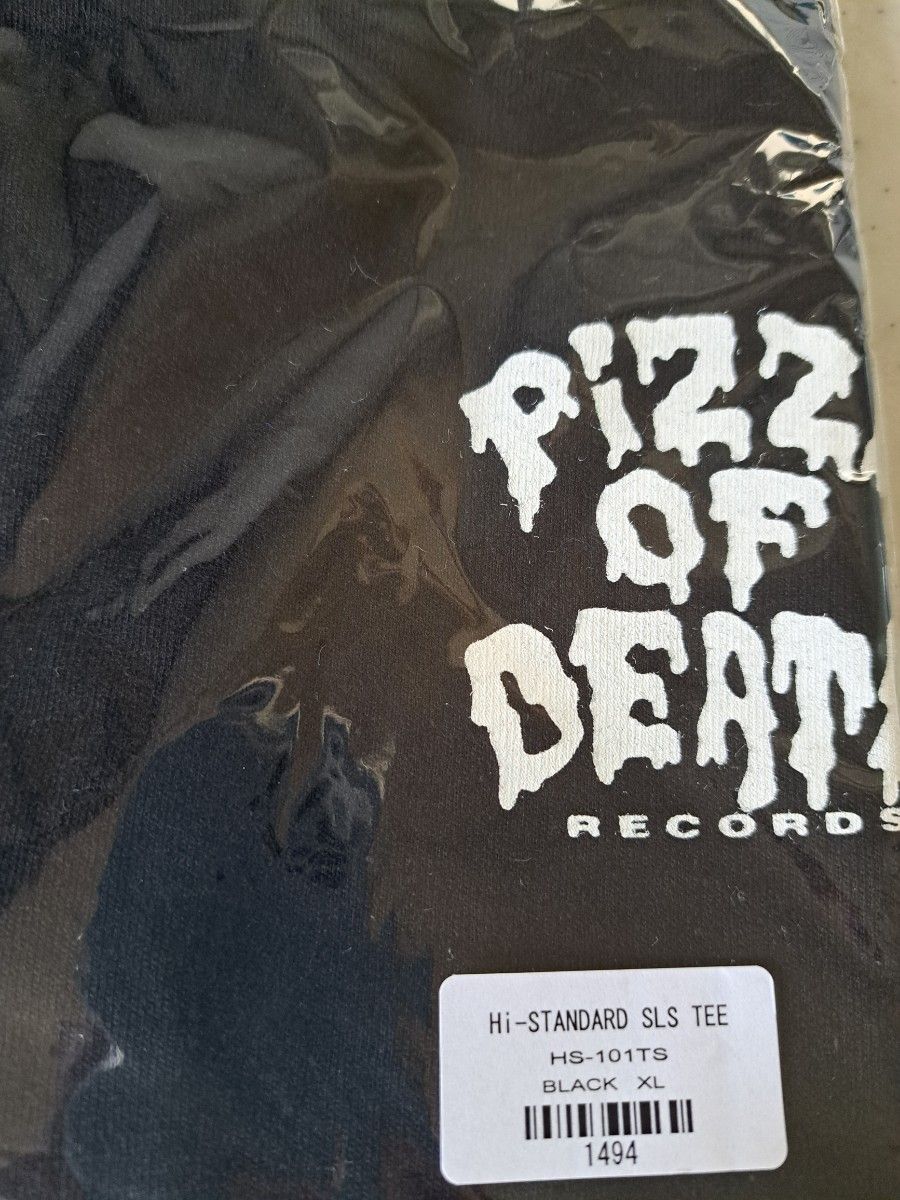 PiZZ
OF
DEAT
RECORDS
Hi-STANDARD SLS TEE
HS-101TS
BLACK XL
1494